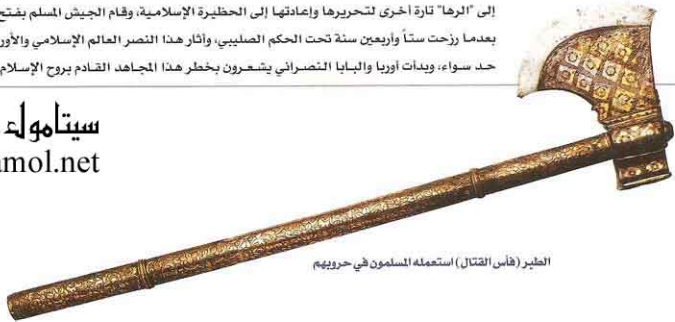 إلى "الرها" تارة أخرى لتحريرها وإعادتها إلى الحظيرة الإسلامية، وقام الجيش المسلم بفتح
بعدما رزحت ستاً وأربعين سنة تحت الحكم الصليبي، وأثار هذا النصر العالم الإسلامي والأور
حد سواء، وبدأت أوربا والبابا النصراني يشعرون بخطر هذا المجاهد القادم بروح الإسلام
سيتامول
amol.net
الطبر (فأس القتال) استعمله المسلمون في حروبهم